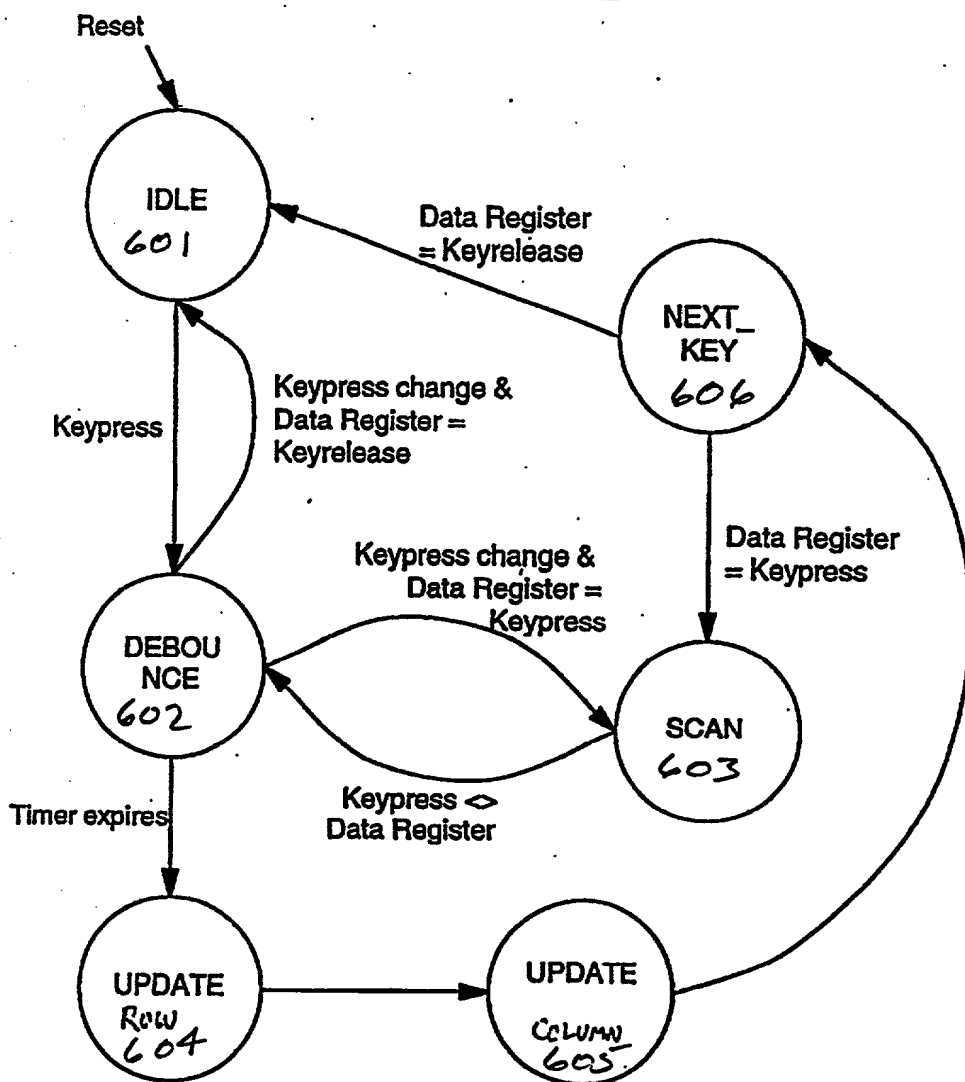 Reset
IDLE
601
Data Register
= Keyrelease
NEXT_
KEY
606
Keypress change &
Data Register =
Keyrelease
Keypress
Data Register
= Keypress
Keypress change &
Data Register =
Keypress
DEBOU
NCE
602
SCAN
603
Keypress <>
Data Register
Timer expires
UPDATE
ROW
604
UPDATE
COLUMN
605